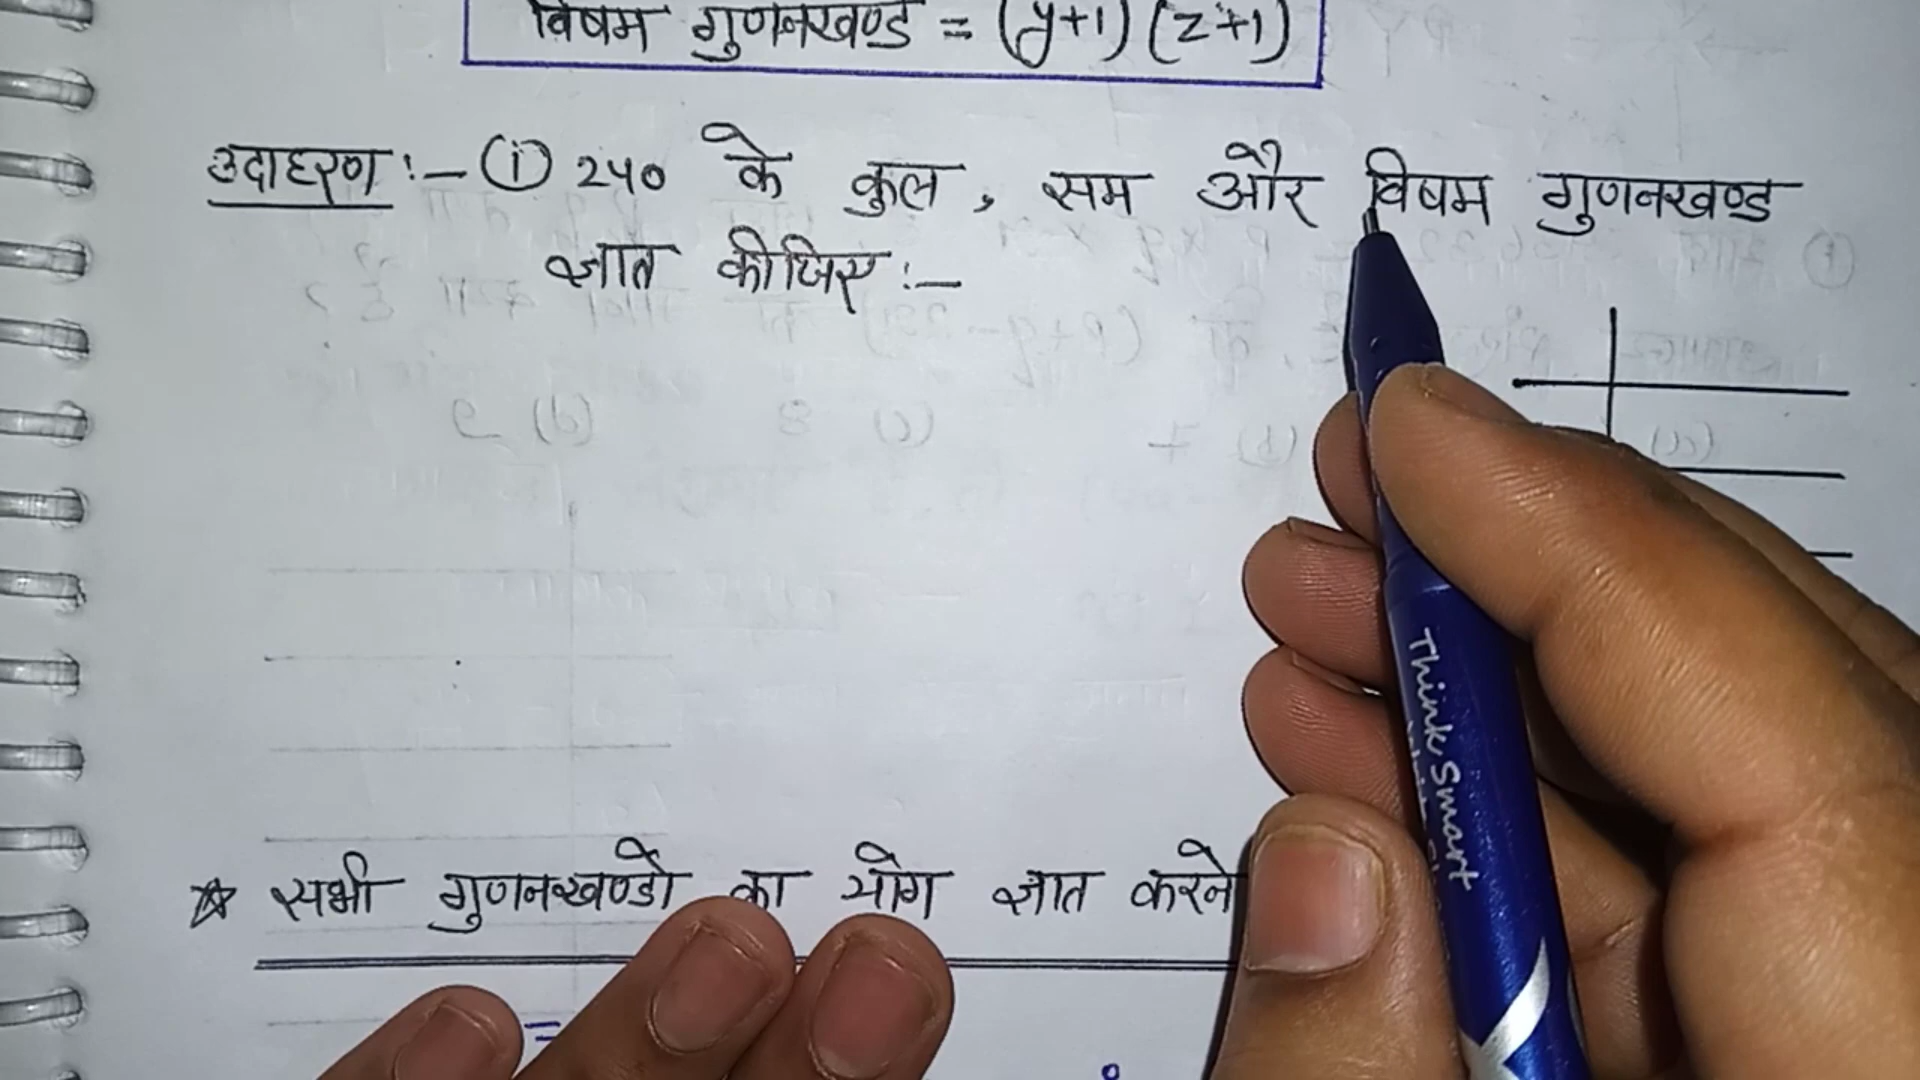 विषम गुणनखण्ड = (y+1) (z+1)
उदाहरण :- (i) 240 के कुल, सम और विषम गुणनखण्ड
ज्ञात कीजिए :-
☆ सभी गुणनखण्डो का योग ज्ञात करने
=
Think Smart